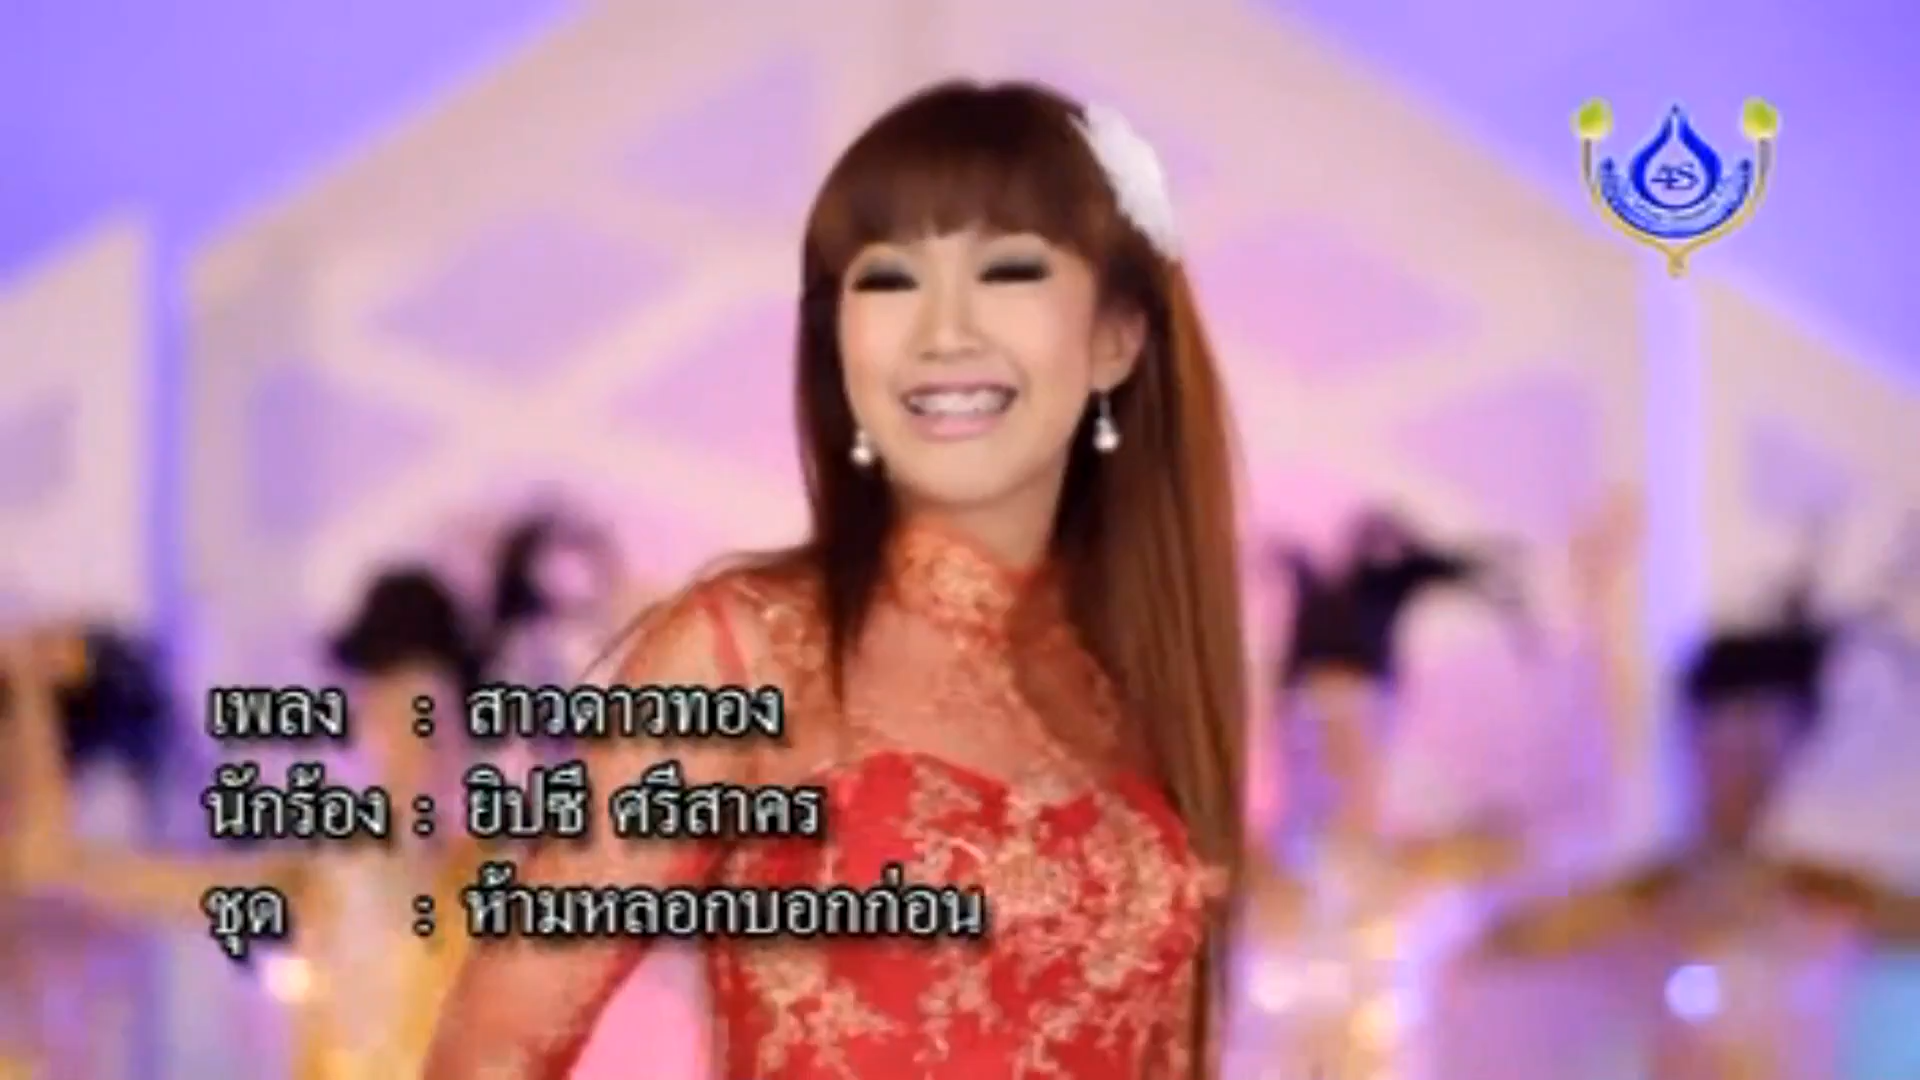 4S
เพลง : สาวดาวทอง
นักร้อง : ยิปซี ศรีสาคร
ชุด : ห้ามหลอกบอกก่อน